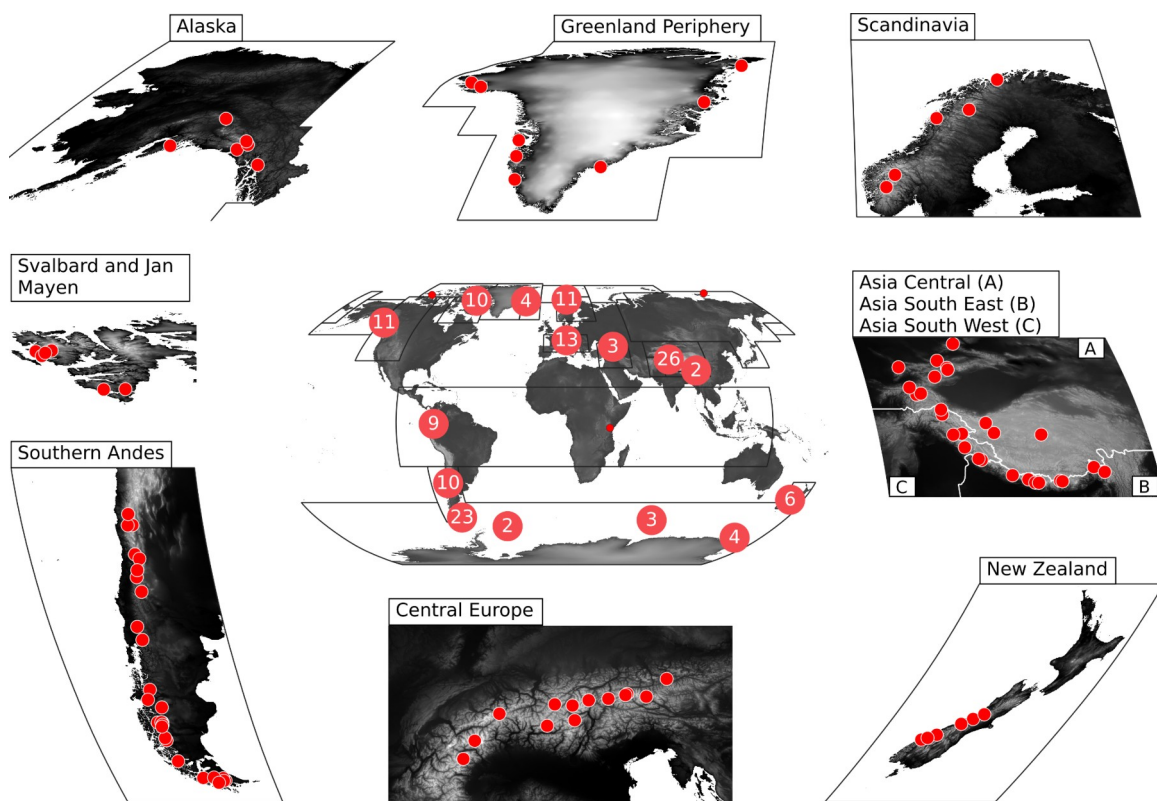 Alaska
Greenland Periphery
Scandinavia
Svalbard and Jan
Mayen
Asia Central (A)
Asia South East (B)
Asia South West (C)
A
C
B
10
4
11
11
13
3
26
2
9
10
23
2
3
4
6
Southern Andes
Central Europe
New Zealand